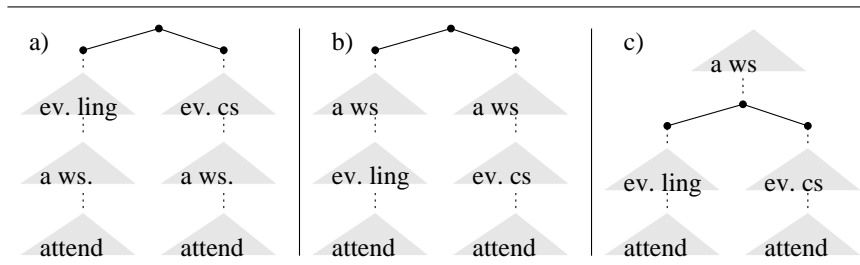 a)
ev. ling ev. cs
a ws. a ws.
attend attend
b)
a ws a ws
ev. ling ev. cs
attend attend
c)
a ws
ev. ling ev. cs
attend attend